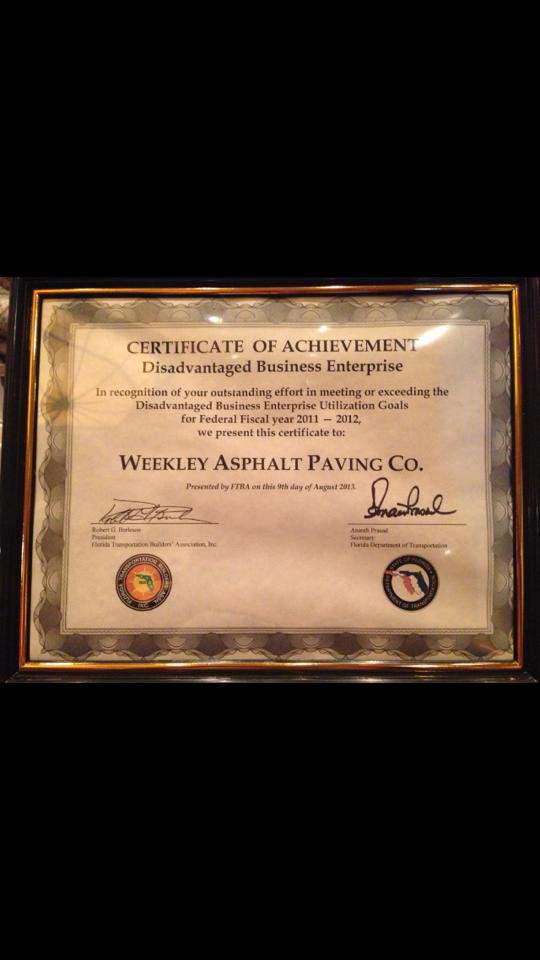 CERTIFICATE OF ACHIEVEMENT
Disadvantaged Business Enterprise
In recognition of your outstanding effort in meeting or exceeding the
Disadvantaged Business Enterprise Utilization Goals
for Federal Fiscal year 2011 — 2012,
we present this certificate to:
WEEKLEY ASPHALT PAVING CO.
Presented by FTBA on this 9th day of August 2013.
Robert G. Burleson
President
Florida Transportation Builders' Association, Inc.
Ananth Prasad
Secretary
Florida Department of Transportation